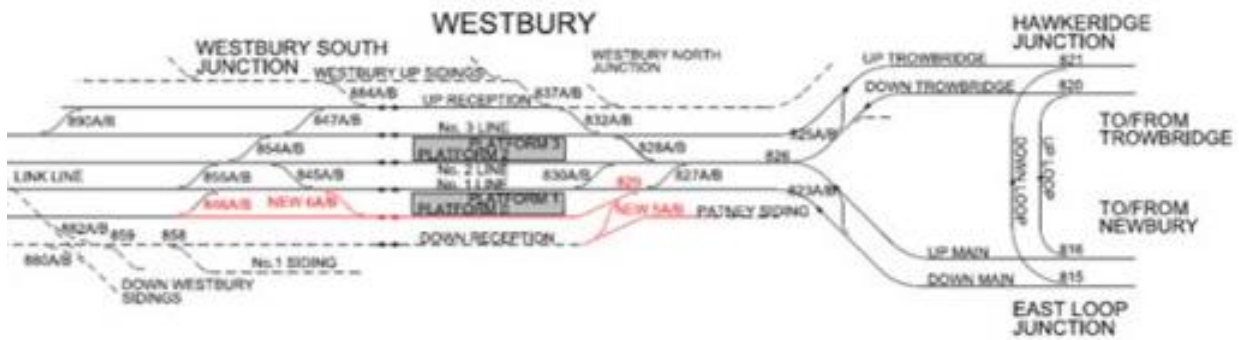 WESTBURY
HAWKERIDGE
JUNCTION
WESTBURY SOUTH
JUNCTION
WESTBURY NORTH
JUNCTION
WESTBURY UP SIDINGS
UP TROWBRIDGE
821
DOWN TROWBRIDGE
820
884A/B
UP RECEPTION
837A/B
890A/B
847A/B
No. 3 LINE
832A/B
825A/B
TO/FROM
TROWBRIDGE
PLATFORM 3
PLATFORM 2
854A/B
828A/B
826
DOWN LOOP
UP LOOP
LINK LINE
855A/B
845A/B
No. 2 LINE
No. 1 LINE
830A/B
829
827A/B
823A/B
NEW 6A/B
PLATFORM 1
NEW 5A/B
PATNEY SIDING
TO/FROM
NEWBURY
882A/B
859
858
DOWN RECEPTION
880A/B
No.1 SIDING
UP MAIN
816
DOWN WESTBURY
SIDINGS
DOWN MAIN
815
EAST LOOP
JUNCTION